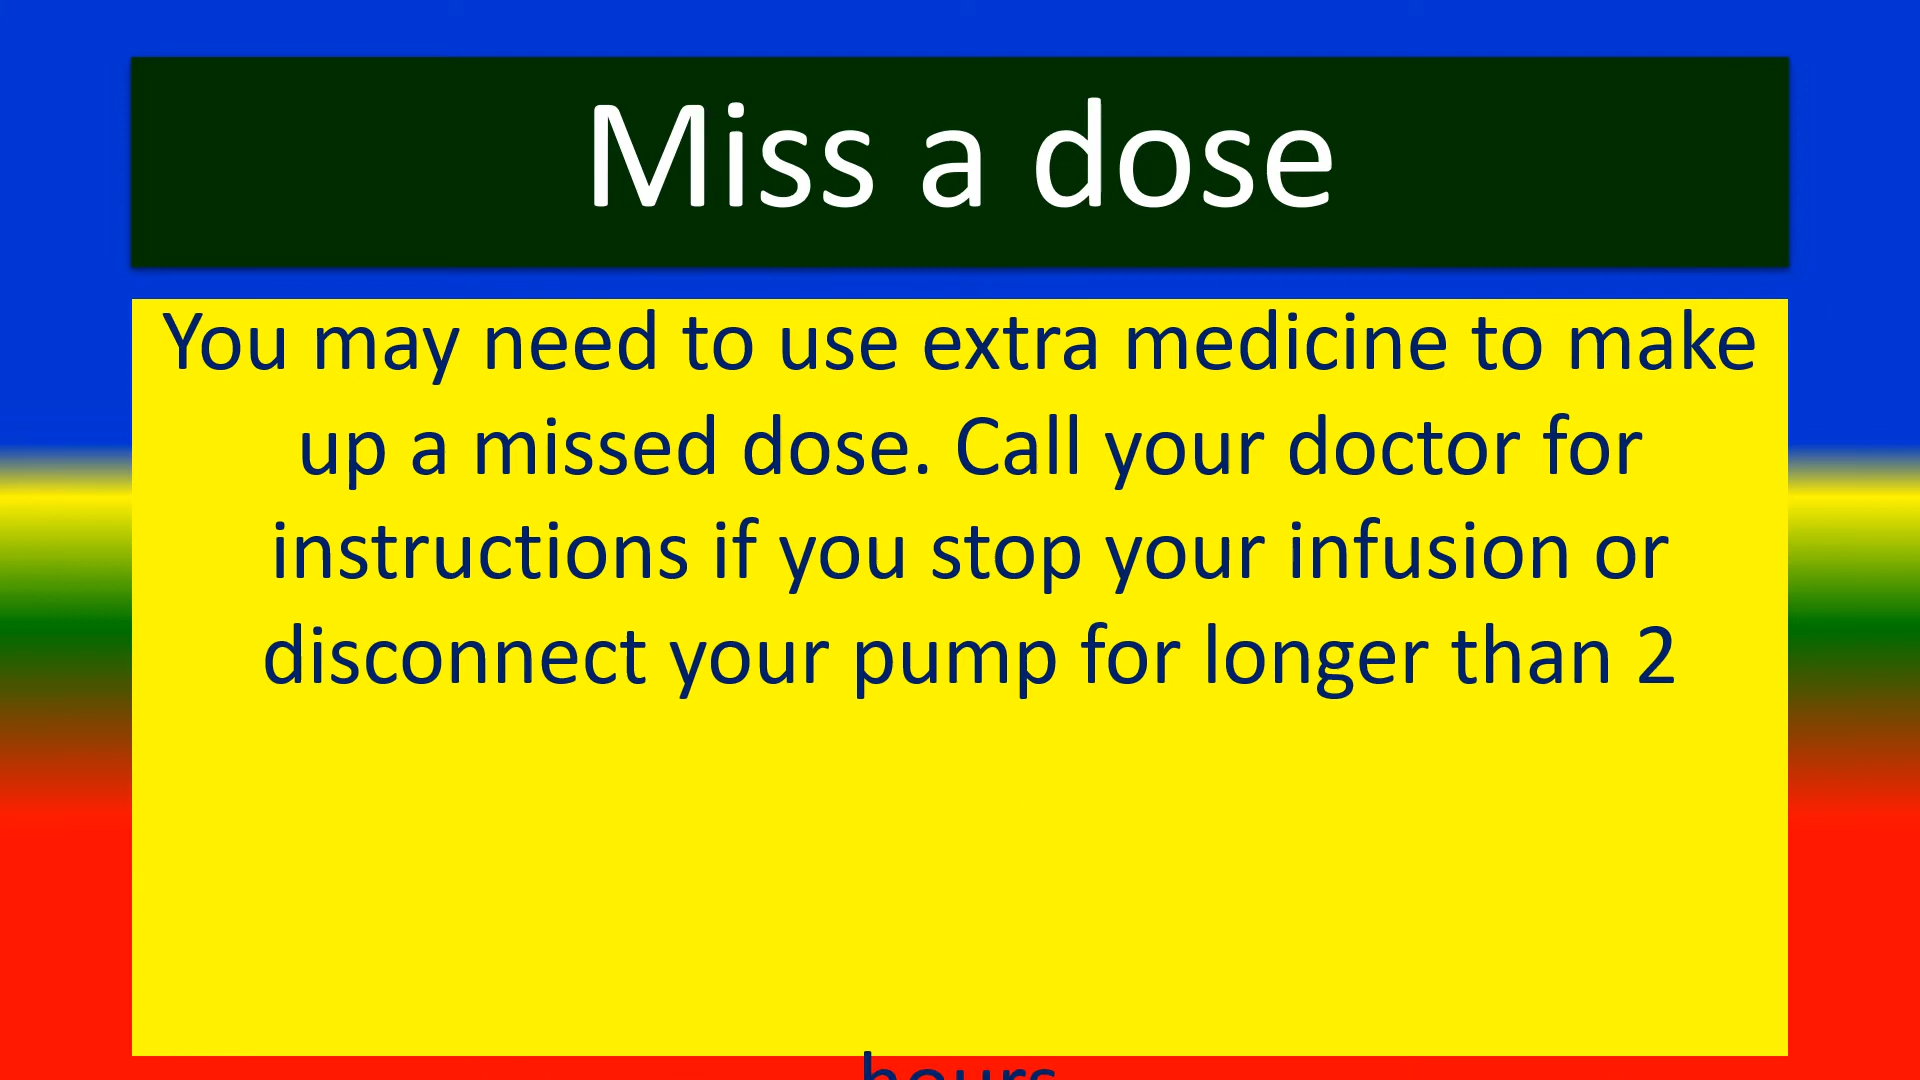 Miss a dose
You may need to use extra medicine to make
up a missed dose. Call your doctor for
instructions if you stop your infusion or
disconnect your pump for longer than 2
hours